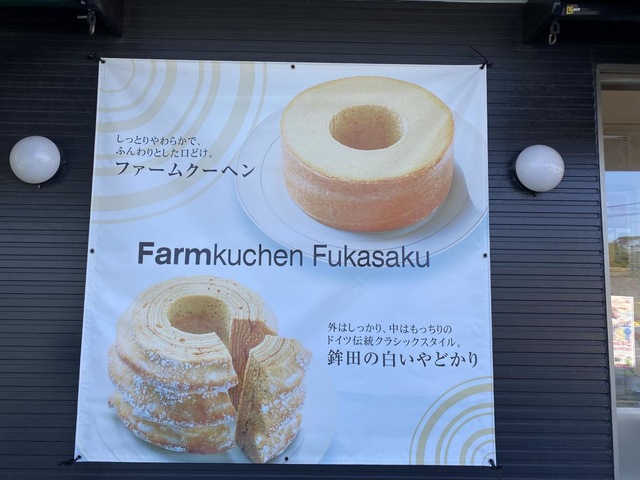 しっとりやわらかで、
ふんわりとした口どけ。
ファームクーヘン
Farmkuchen Fukasaku
外はしっかり、中はもっちりの
ドイツ伝統クラシックスタイル。
鉾田の白いやどかり